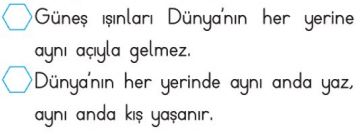 Güneş ışınları Dünya'nın her yerine
aynı açıyla gelmez.
Dünya'nın her yerinde aynı anda yaz,
aynı anda kış yaşanır.